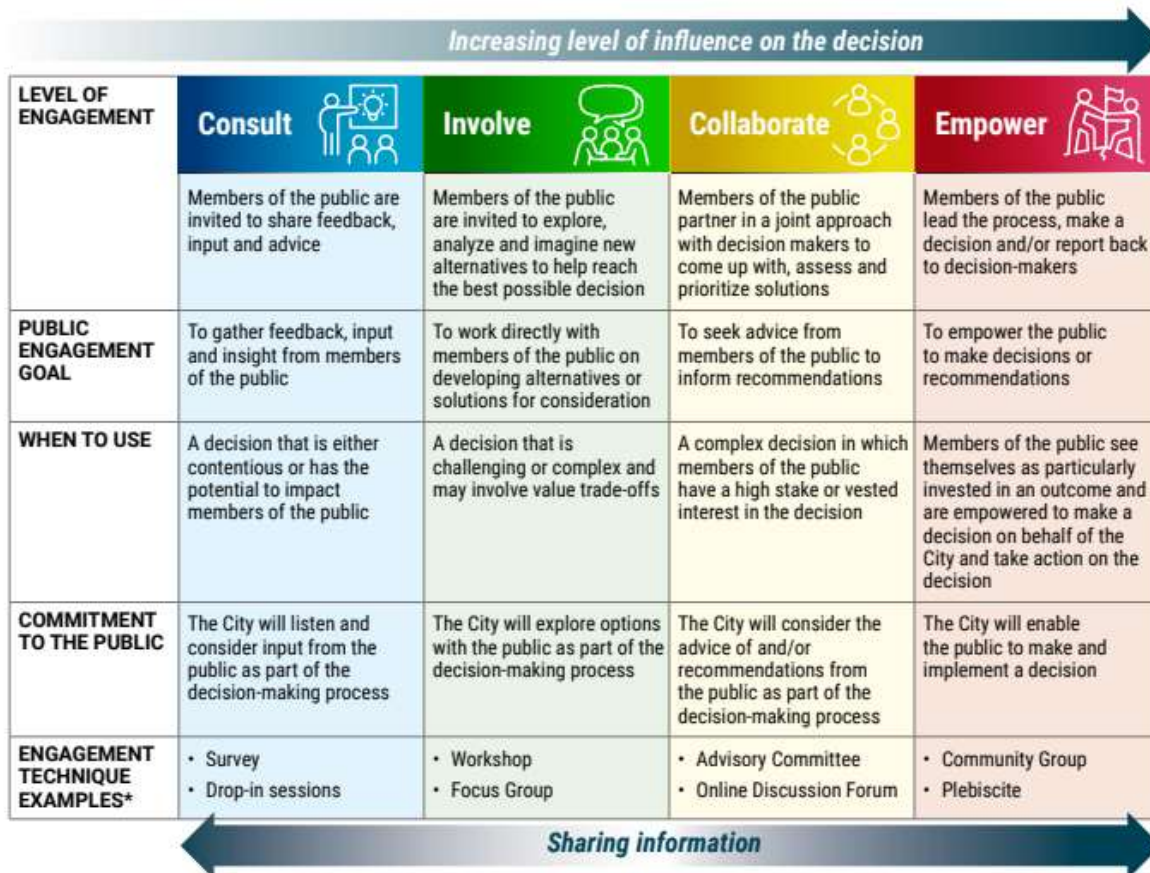 Increasing level of influence on the decision
LEVEL OF
ENGAGEMENT
Consult
Involve
Collaborate
Empower
Members of the public are
invited to share feedback,
input and advice
Members of the public
are invited to explore,
analyze and imagine new
alternatives to help reach
the best possible decision
Members of the public
partner in a joint approach
with decision makers to
come up with, assess and
prioritize solutions
Members of the public
lead the process, make a
decision and/or report back
to decision-makers
PUBLIC
ENGAGEMENT
GOAL
To gather feedback, input
and insight from members
of the public
To work directly with
members of the public on
developing alternatives or
solutions for consideration
To seek advice from
members of the public to
inform recommendations
To empower the public
to make decisions or
recommendations
WHEN TO USE
A decision that is either
contentious or has the
potential to impact
members of the public
A decision that is
challenging or complex and
may involve value trade-offs
A complex decision in which
members of the public
have a high stake or vested
interest in the decision
Members of the public see
themselves as particularly
invested in an outcome and
are empowered to make a
decision on behalf of the
City and take action on the
decision
COMMITMENT
TO THE PUBLIC
The City will listen and
consider input from the
public as part of the
decision-making process
The City will explore options
with the public as part of the
decision-making process
The City will consider the
advice of and/or
recommendations from
the public as part of the
decision-making process
The City will enable
the public to make and
implement a decision
ENGAGEMENT
TECHNIQUE
EXAMPLES*
• Survey
• Drop-in sessions
• Workshop
• Focus Group
• Advisory Committee
• Online Discussion Forum
• Community Group
• Plebiscite
Sharing information